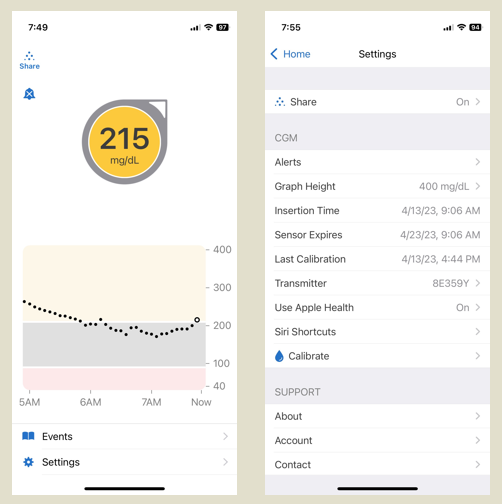 7:49
97
Share
215
mg/dL
400
300
200
100
40
5AM 6AM 7AM Now
Events
Settings
7:55
94
Home Settings
Share On
CGM
Alerts
Graph Height 400 mg/dL
Insertion Time 4/13/23, 9:06 AM
Sensor Expires 4/23/23, 9:06 AM
Last Calibration 4/13/23, 4:44 PM
Transmitter 8E359Y
Use Apple Health On
Siri Shortcuts
Calibrate
SUPPORT
About
Account
Contact